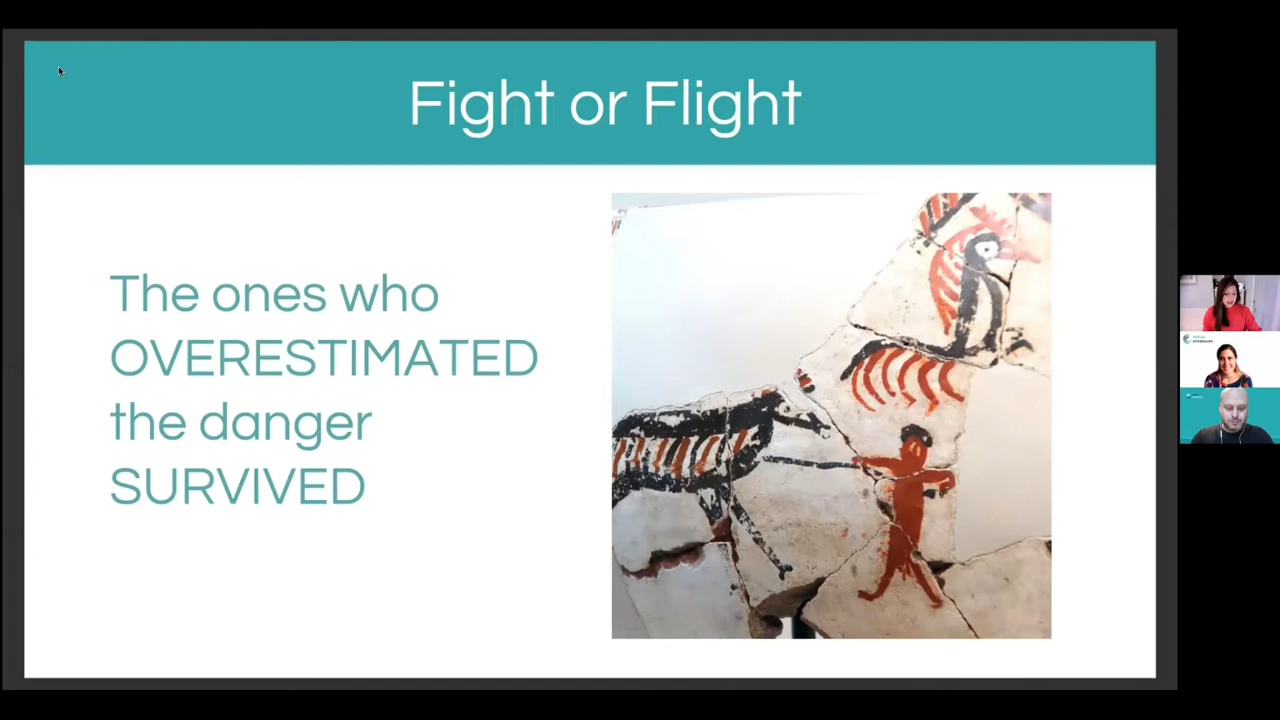 Fight or Flight
The ones who
OVERESTIMATED
the danger
SURVIVED